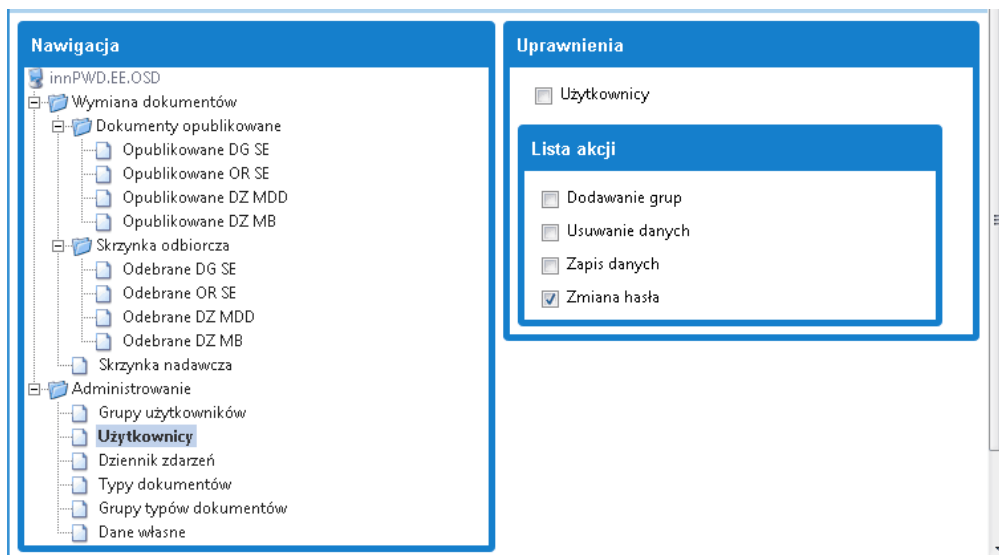 Nawigacja
innPWD.EE.OSD
Wymiana dokumentów
Dokumenty opublikowane
Opublikowane DG SE
Opublikowane OR SE
Opublikowane DZ MDD
Opublikowane DZ MB
Skrzynka odbiorcza
Odebrane DG SE
Odebrane OR SE
Odebrane DZ MDD
Odebrane DZ MB
Skrzynka nadawcza
Administrowanie
Grupy użytkowników
Użytkownicy
Dziennik zdarzeń
Typy dokumentów
Grupy typów dokumentów
Dane własne
Uprawnienia
Użytkownicy
Lista akcji
Dodawanie grup
Usuwanie danych
Zapis danych
Zmiana hasła